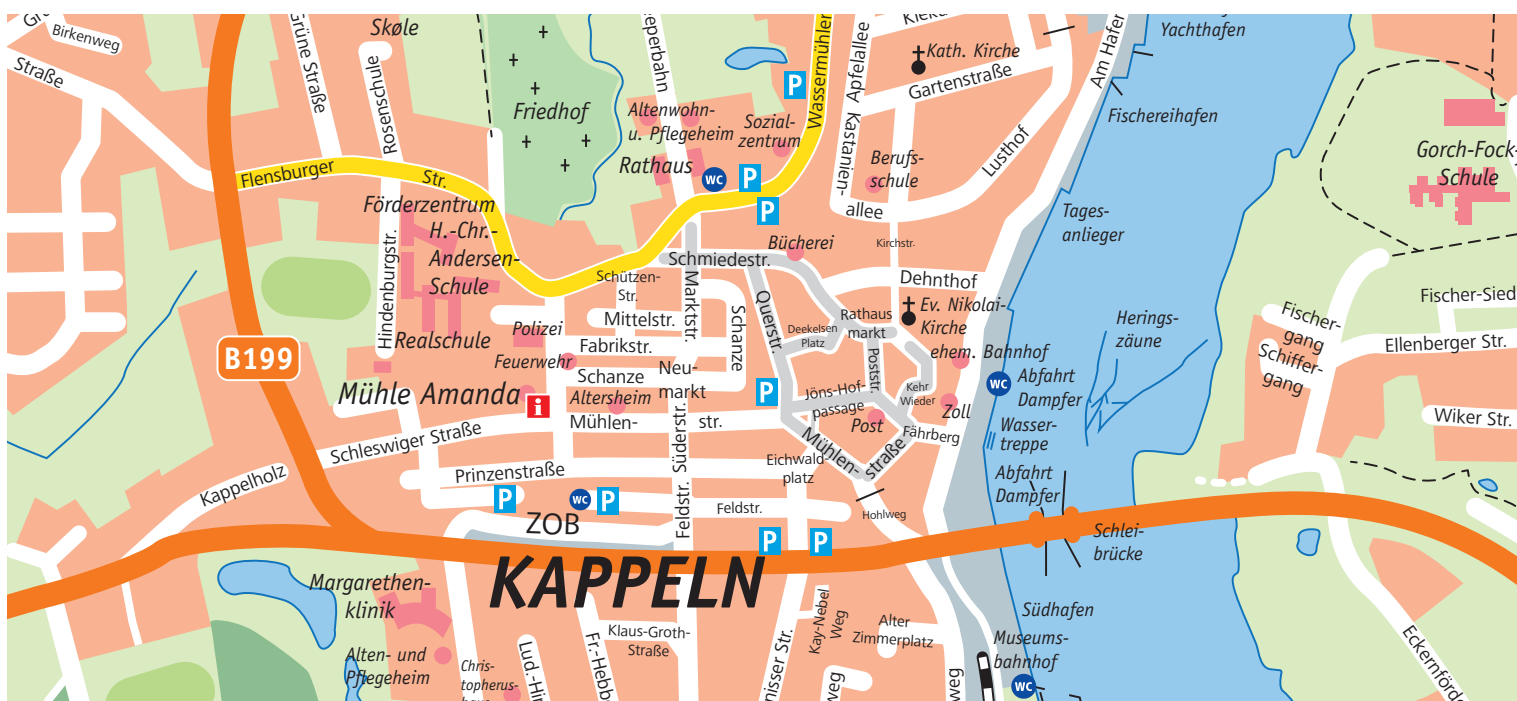 Skøle
Birkenweg
Straße
Grüne Straße
Rosenschule
Friedhof
Altenwohn-
u. Pflegeheim
Sozial-
zentrum
Rathaus
WC
P
P
P
Apfelallee
Kastanien-
allee
Kath. Kirche
Gartenstraße
Berufs-
schule
Lusthof
Am Hafen
Yachthafen
Fischereihafen
Tages-
anlieger
Gorch-Fock-
Schule
Flensburger
Str.
Förderzentrum
H.-Chr.-
Andersen-
Schule
Hindenburgstr.
Realschule
Bücherei
Kirchstr.
Schmiedestr.
Schützen-
Str.
Marktstr.
Mittelstr.
Schanze
Querstr.
Dehnthof
Rathaus
markt
Deekelsen
Platz
Ev. Nikolai-
Kirche
Herings-
zäune
Fischer-
gang
Schiffer-
gang
Fischer-Sied
Ellenberger Str.
Wiker Str.
B199
Polizei
Fabrikstr.
Feuerwehr
Schanze
Neu-
markt
Altersheim
Mühle Amanda
i
P
Poststr.
ehem. Bahnhof
WC
Abfahrt
Dampfer
Jöns-Hof-
passage
Kehr
Wieder
Post
Zoll
Fährberg
Wasser-
treppe
Mühlen-
str.
Mühlen-
straße
Schleswiger Straße
Kappelholz
Prinzenstraße
Süderstr.
Feldstr.
Eichwald
platz
Feldstr.
P
WC
P
ZOB
Hohlweg
Abfahrt
Dampfer
Schlei-
brücke
P
P
KAPPELN
Margarethen-
klinik
Alten- und
Pflegeheim
Chris-
topherus-
Klaus-Groth-
Straße
Kay-Nebel
Weg
Alter
Zimmerplatz
Südhafen
Museums-
bahnhof
WC